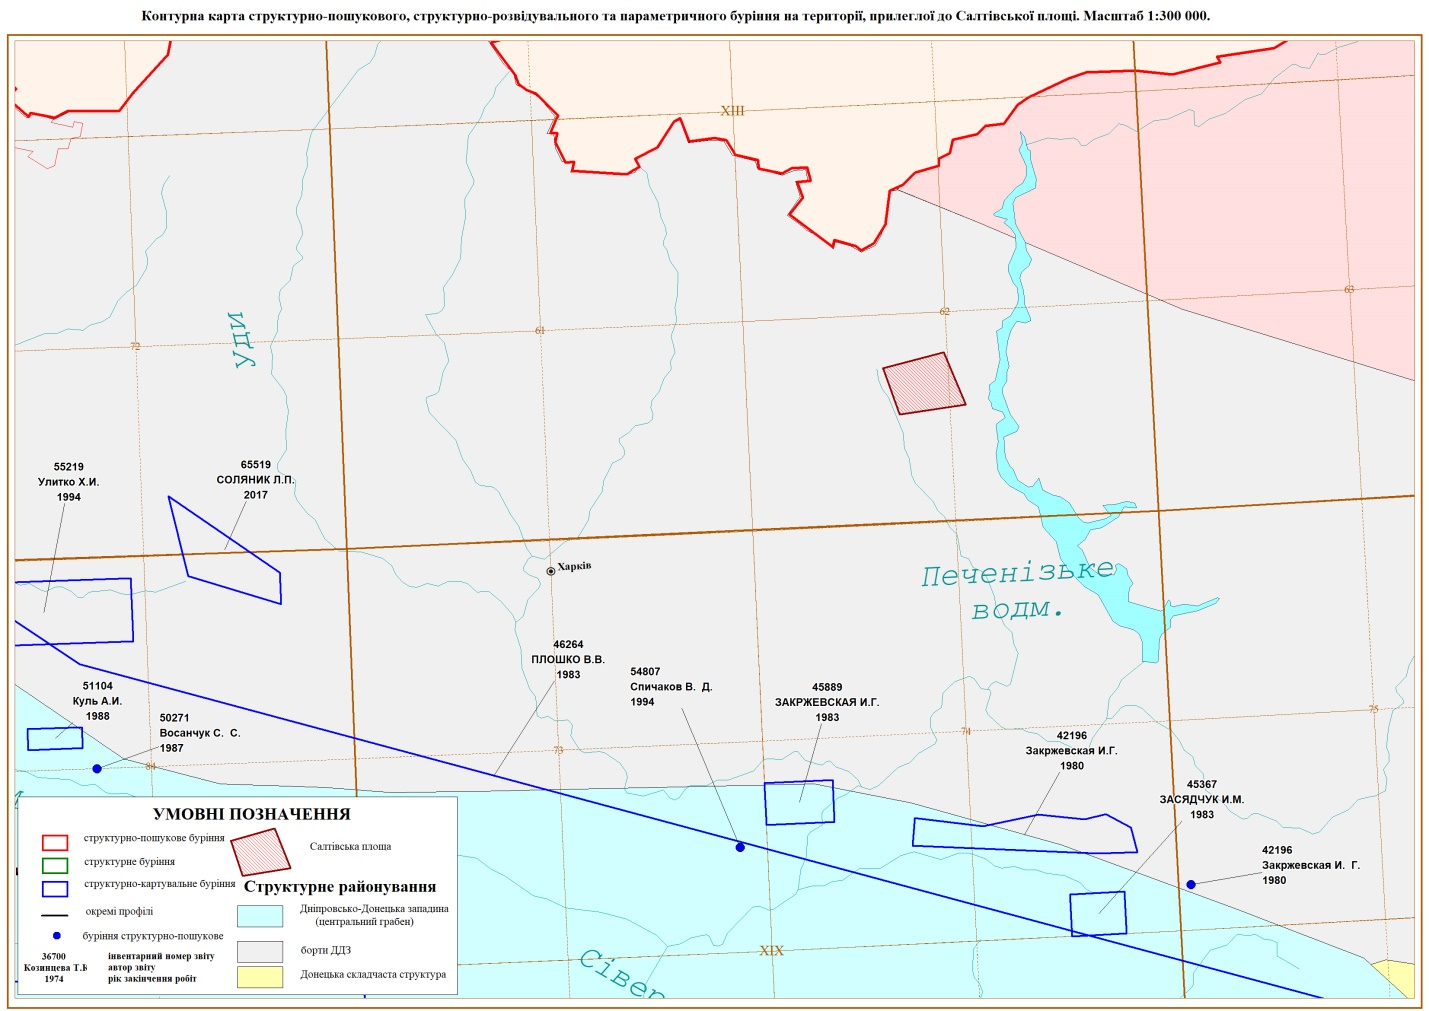 Контурна карта структурно-пошукового, структурно-розвідувального та параметричного буріння на території, прилеглої до Салтівської площі. Масштаб 1:300 000.
XIII
63
62
61
72
Уди
55219
Улитко Х.И.
1994
65519
СОЛЯНИК Л.П.
2017
Харків
Печенізьке
водм.
46264
ПЛОШКО В.В.
1983
54807
Спичаков В. Д.
1994
45889
ЗАКРЖЕВСКАЯ И.Г.
1983
51104
Куль А.И.
1988
50271
Восанчук С. С.
1987
75
74
73
84
42196
Закржевская И.Г.
1980
45367
ЗАСЯДЧУК И.М.
1983
42196
Закржевская И. Г.
1980
XIX
Сівер
УМОВНІ ПОЗНАЧЕННЯ
структурно-пошукове буріння
структурне буріння
структурно-картувальне буріння
окремі профілі
буріння структурно-пошукове
36700
Козинцева Т.К
1974
інвентарний номер звіту
автор звіту
рік закінчення робіт
Салтівська площа
Структурне районування
Дніпровсько-Донецька западина
(центральний грабен)
борти ДДЗ
Донецька складчаста структура